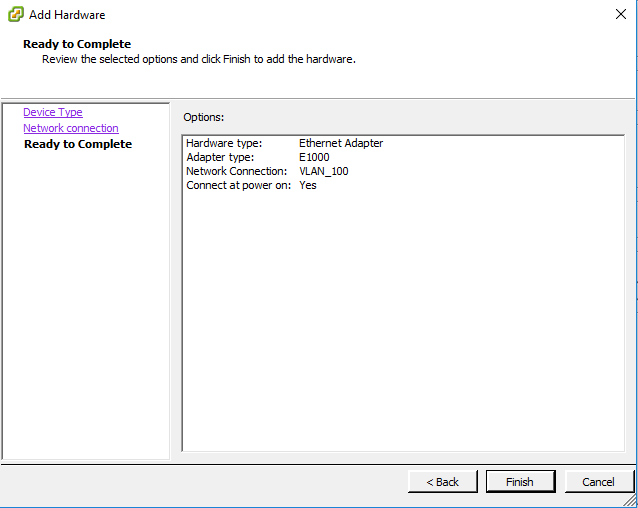 Add Hardware
Ready to Complete
Review the selected options and click Finish to add the hardware.
Device Type
Network connection
Ready to Complete
Options:
Hardware type: Ethernet Adapter
Adapter type: E1000
Network Connection: VLAN_100
Connect at power on: Yes
< Back Finish Cancel